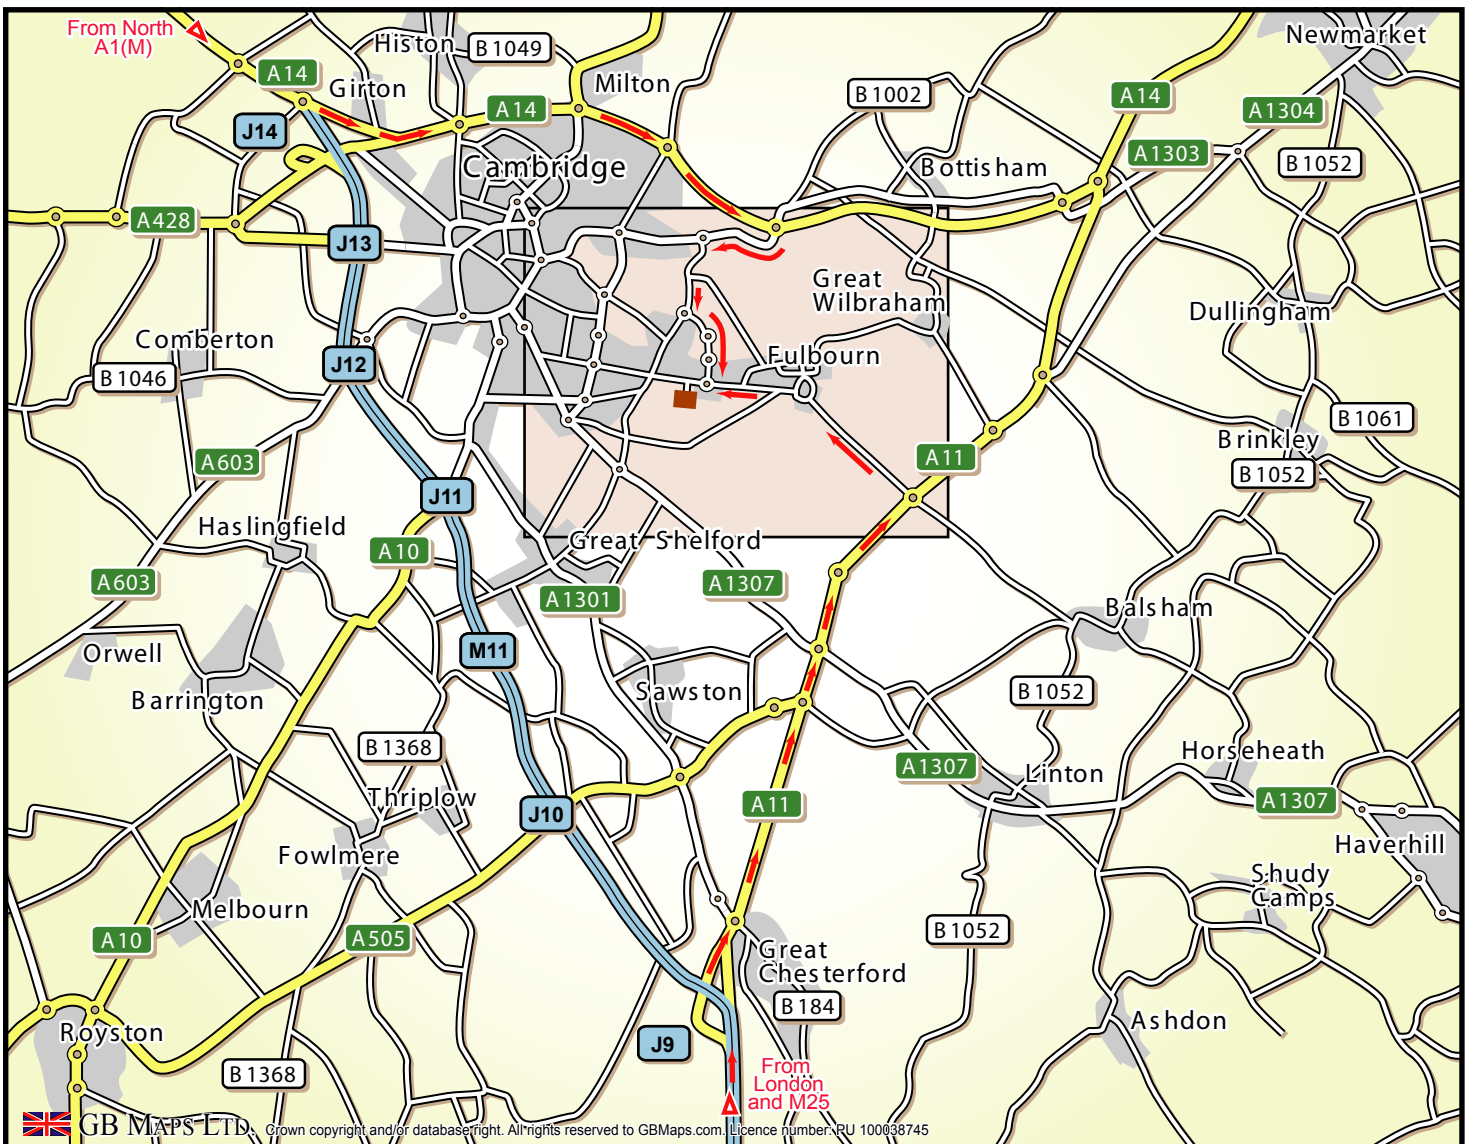 From North
A1(M)
Histon
B1049
Newmarket
A14
Girton
Milton
B1002
A14
A14
A1304
J14
Cambridge
Bottisham
A1303
B1052
A428
J13
Great
Wilbraham
Dullingham
Comberton
J12
Fulbourn
B1046
B1061
A603
A11
Brinkley
B1052
J11
Haslingfield
A10
Great Shelford
A603
A1301
A1307
Balsham
Orwell
M11
Barrington
Sawston
B1052
B1368
A1307
Horseheath
Linton
Thriplow
J10
A11
A1307
Fowlmere
Haverhill
Shudy
Camps
Melbourn
A10
A505
B1052
Great
Chesterford
B184
Royston
J9
Ashdon
B1368
From
London
and M25
GB MAPS LTD. Crown copyright and/or database right. All rights reserved to GBMaps.com. Licence number: PU 100038745